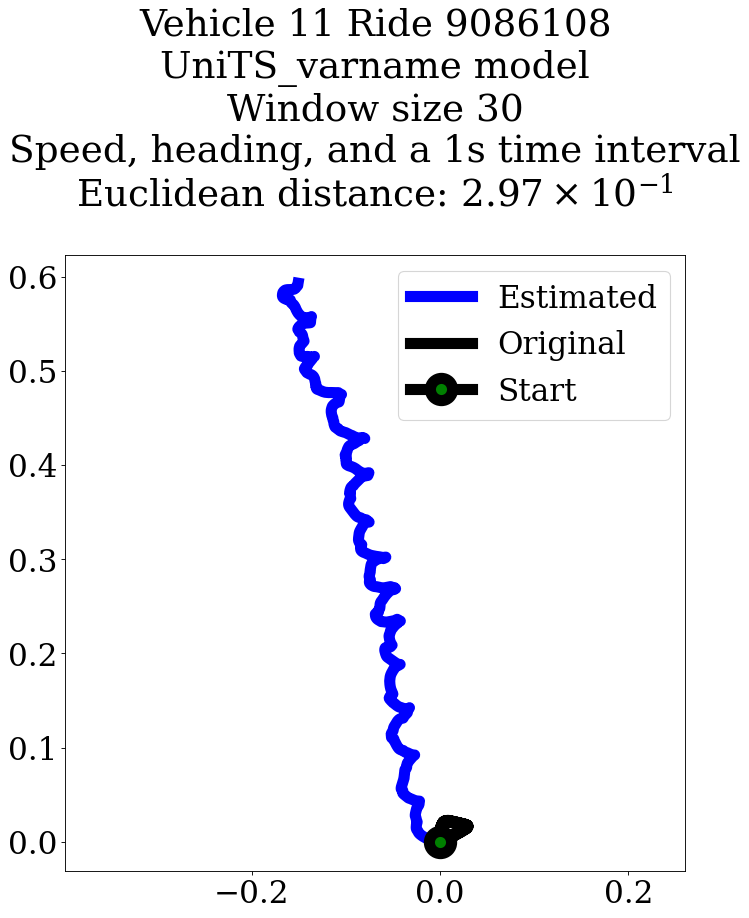 Vehicle 11 Ride 9086108
UniTS_varname model
Window size 30
Speed, heading, and a 1s time interval
Euclidean distance: 2.97 × 10⁻¹
Estimated
Original
Start
0.6
0.5
0.4
0.3
0.2
0.1
0.0
−0.2 0.0 0.2